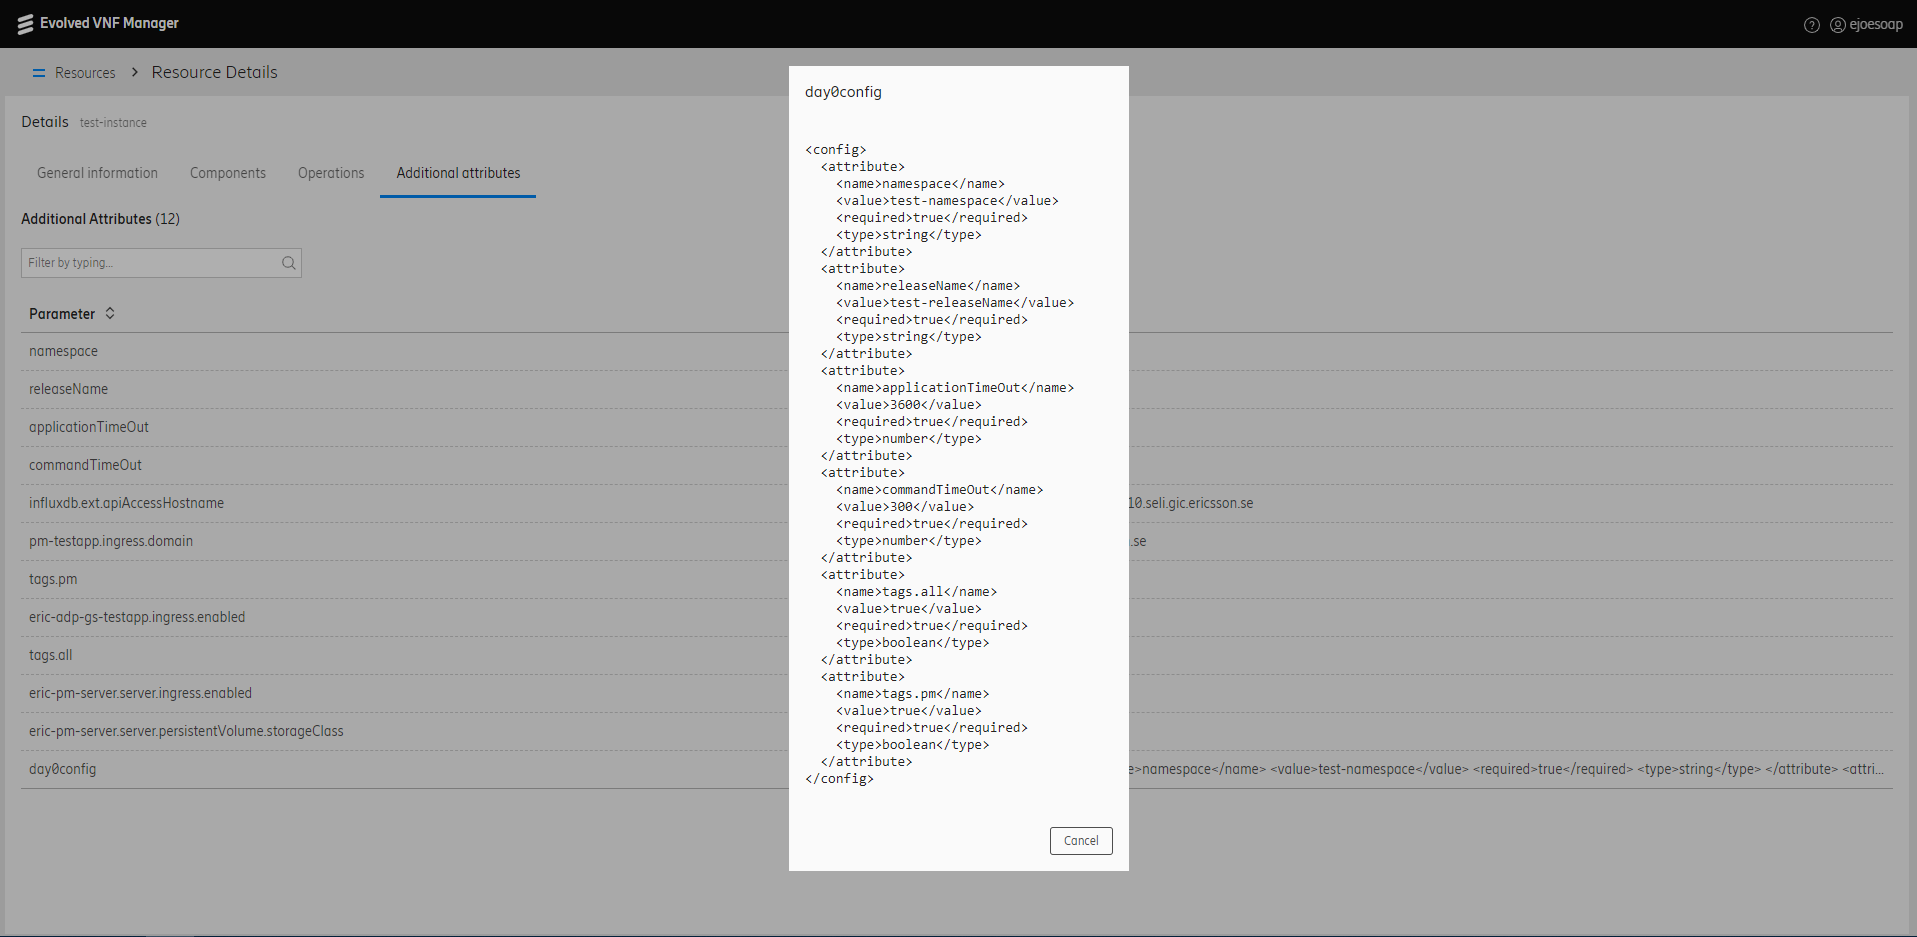 Evolved VNF Manager
ejoesoap
Resources > Resource Details
Details test-instance
General information Components Operations Additional attributes
Additional Attributes (12)
Filter by typing...
Parameter
namespace
releaseName
applicationTimeOut
commandTimeOut
influxdb.ext.apiAccessHostname
10.seli.gic.ericsson.se
pm-testapp.ingress.domain
.se
tags.pm
eric-adp-gs-testapp.ingress.enabled
tags.all
eric-pm-server.server.ingress.enabled
eric-pm-server.server.persistentVolume.storageClass
day0config
e>namespace</name> <value>test-namespace</value> <required>true</required> <type>string</type> </attribute> <attri...
day0config
<config>
  <attribute>
    <name>namespace</name>
    <value>test-namespace</value>
    <required>true</required>
    <type>string</type>
  </attribute>
  <attribute>
    <name>releaseName</name>
    <value>test-releaseName</value>
    <required>true</required>
    <type>string</type>
  </attribute>
  <attribute>
    <name>applicationTimeOut</name>
    <value>3600</value>
    <required>true</required>
    <type>number</type>
  </attribute>
  <attribute>
    <name>commandTimeOut</name>
    <value>300</value>
    <required>true</required>
    <type>number</type>
  </attribute>
  <attribute>
    <name>tags.all</name>
    <value>true</value>
    <required>true</required>
    <type>boolean</type>
  </attribute>
  <attribute>
    <name>tags.pm</name>
    <value>true</value>
    <required>true</required>
    <type>boolean</type>
  </attribute>
</config>
Cancel